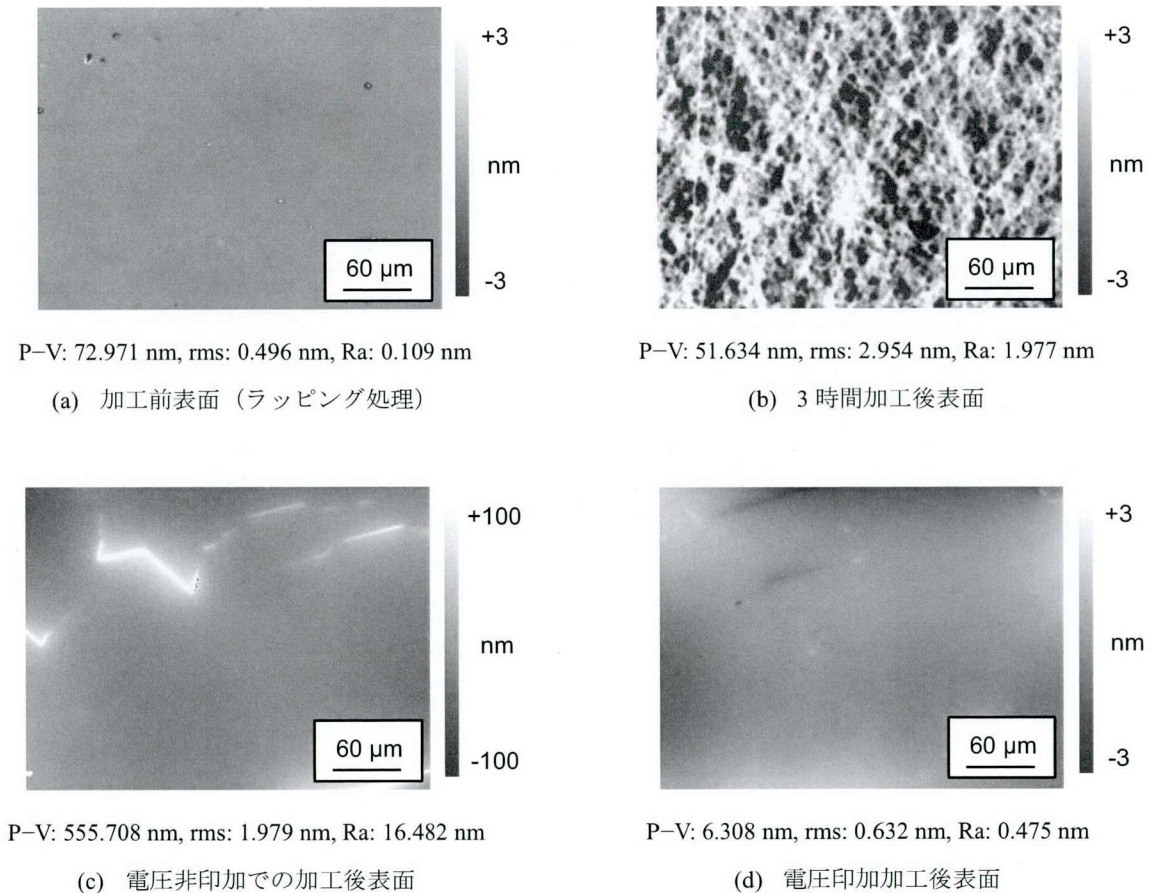 +3
nm
-3
60 μm
P−V: 72.971 nm, rms: 0.496 nm, Ra: 0.109 nm
(a) 加工前表面（ラッピング処理）
+3
nm
-3
60 μm
P−V: 51.634 nm, rms: 2.954 nm, Ra: 1.977 nm
(b) 3 時間加工後表面
+100
nm
-100
60 μm
P−V: 555.708 nm, rms: 1.979 nm, Ra: 16.482 nm
(c) 電圧非印加での加工後表面
+3
nm
-3
60 μm
P−V: 6.308 nm, rms: 0.632 nm, Ra: 0.475 nm
(d) 電圧印加加工後表面